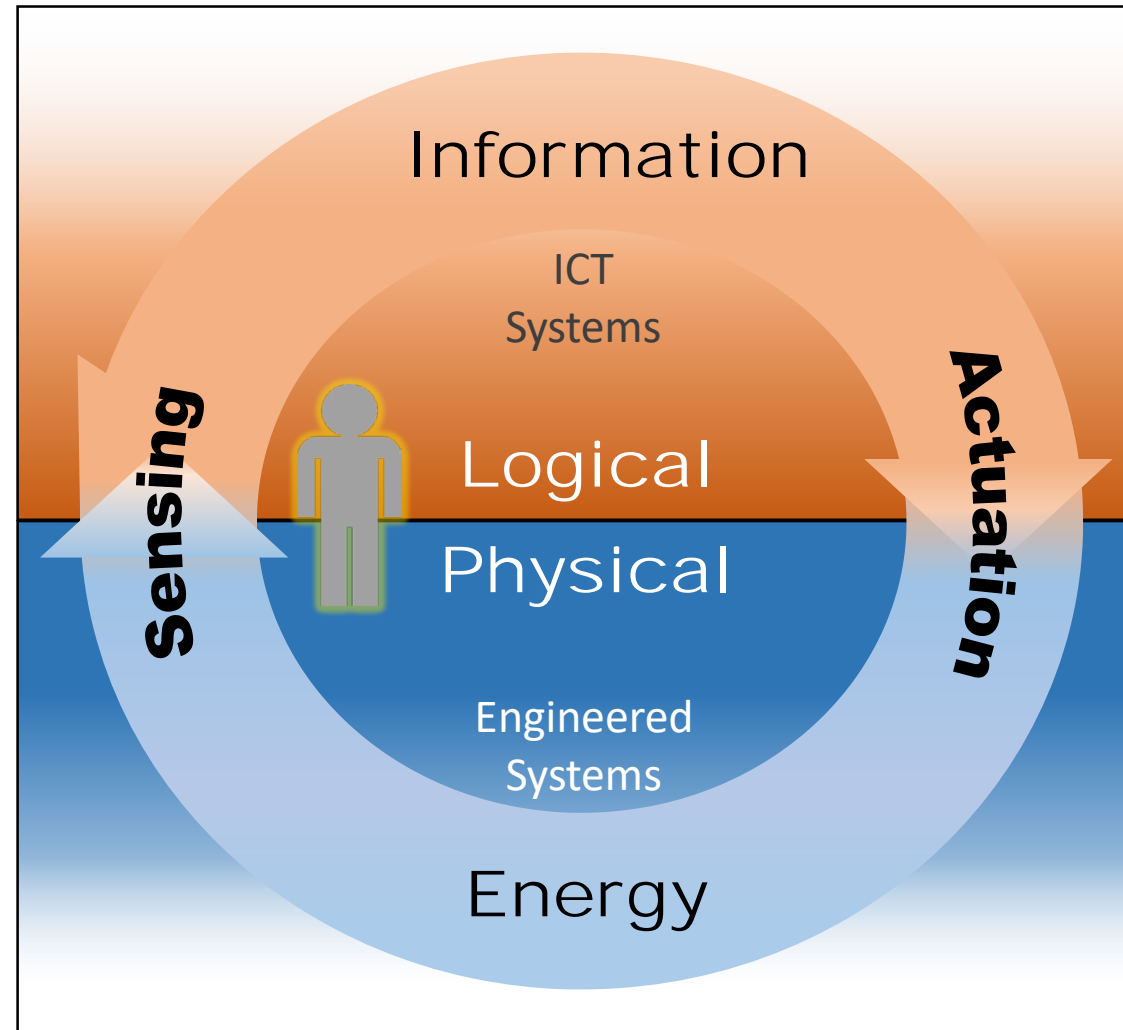 Information
ICT
Systems
Sensing
Actuation
Logical
Physical
Engineered
Systems
Energy